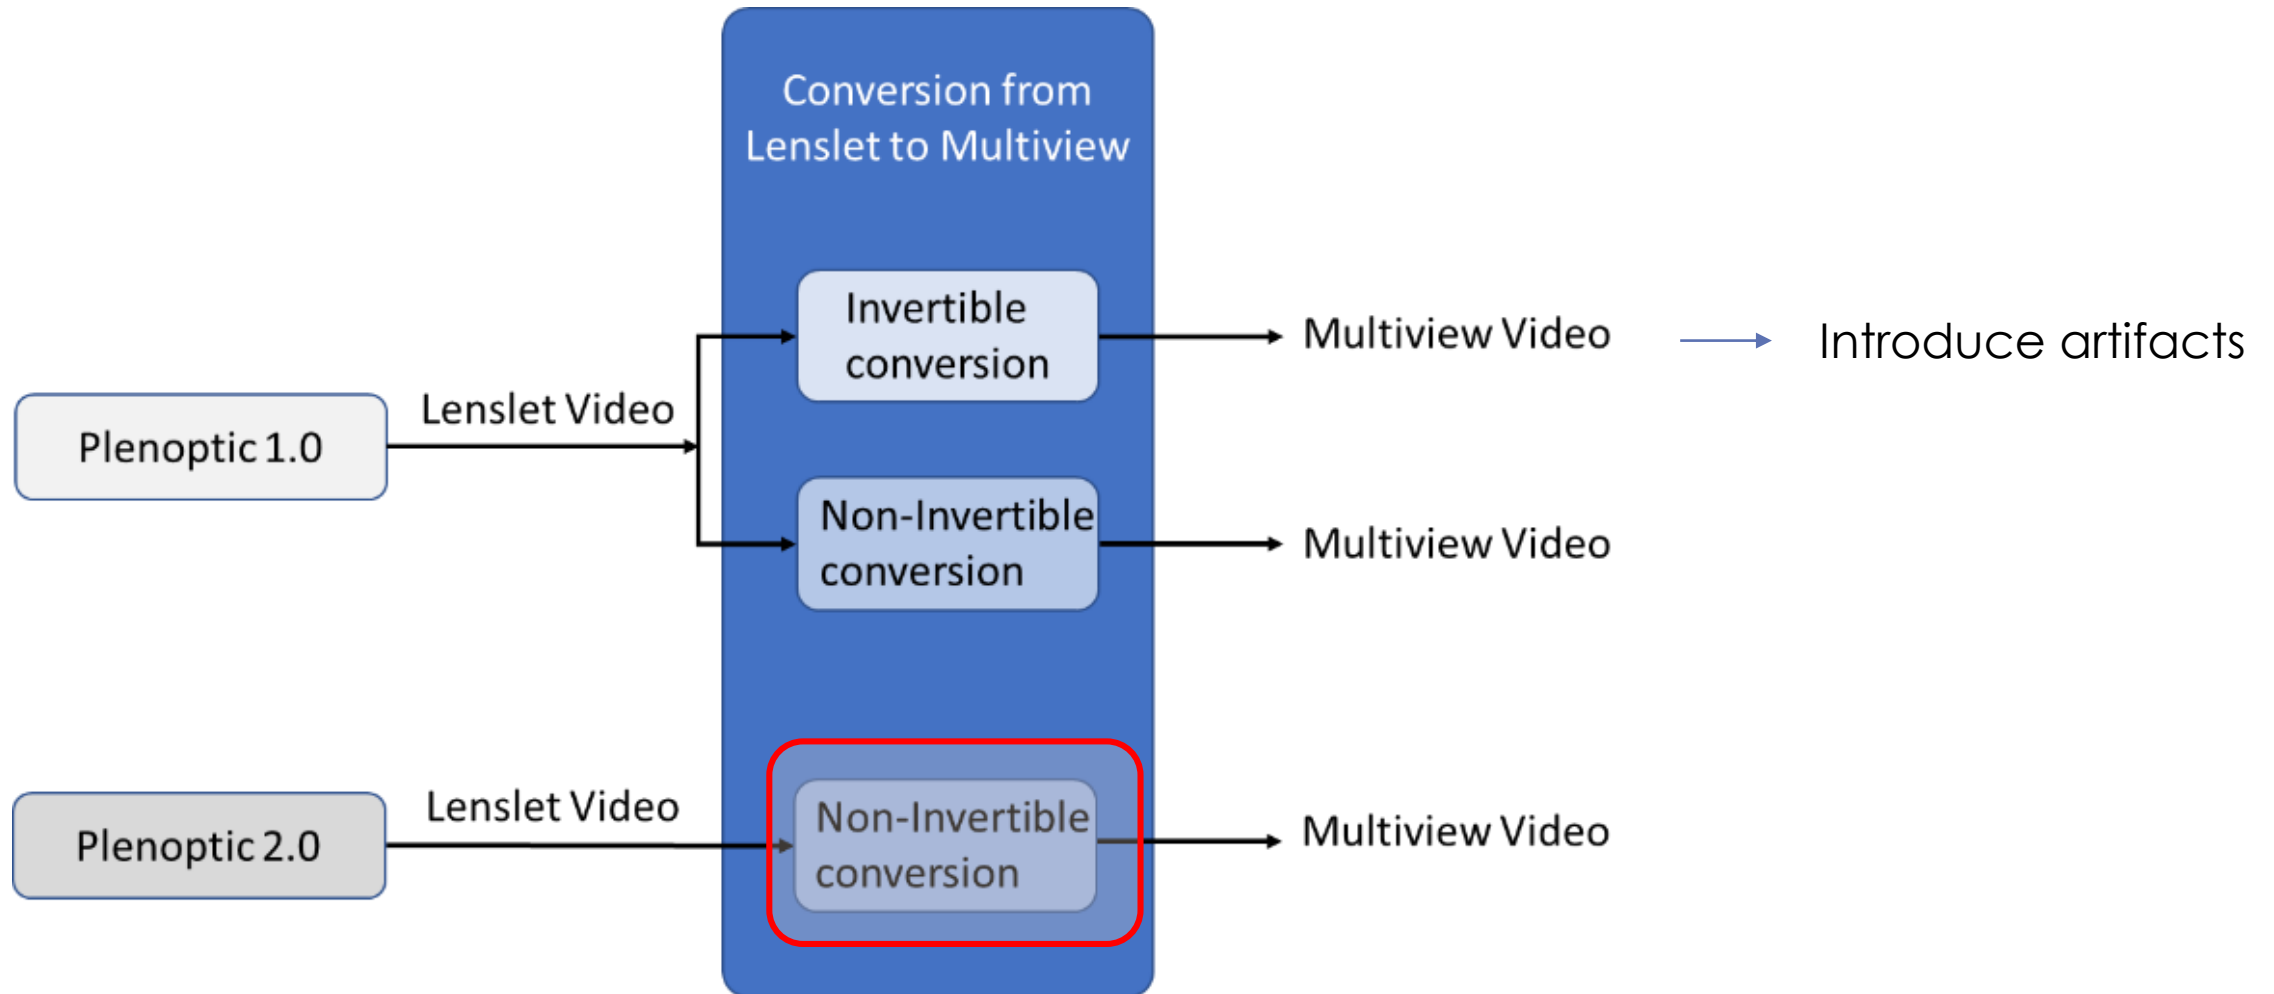 Conversion from
Lenslet to Multiview
Invertible
conversion
Multiview Video
Introduce artifacts
Lenslet Video
Plenoptic 1.0
Non-Invertible
conversion
Multiview Video
Lenslet Video
Plenoptic 2.0
Non-Invertible
conversion
Multiview Video